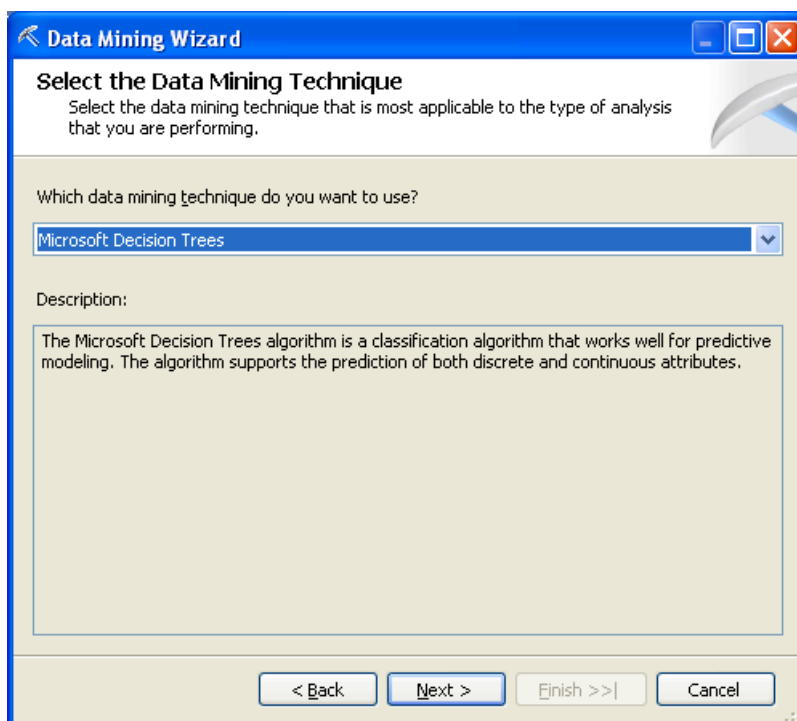 Data Mining Wizard
Select the Data Mining Technique
Select the data mining technique that is most applicable to the type of analysis
that you are performing.
Which data mining technique do you want to use?
Microsoft Decision Trees
Description:
The Microsoft Decision Trees algorithm is a classification algorithm that works well for predictive
modeling. The algorithm supports the prediction of both discrete and continuous attributes.
< Back Next > Finish >>| Cancel